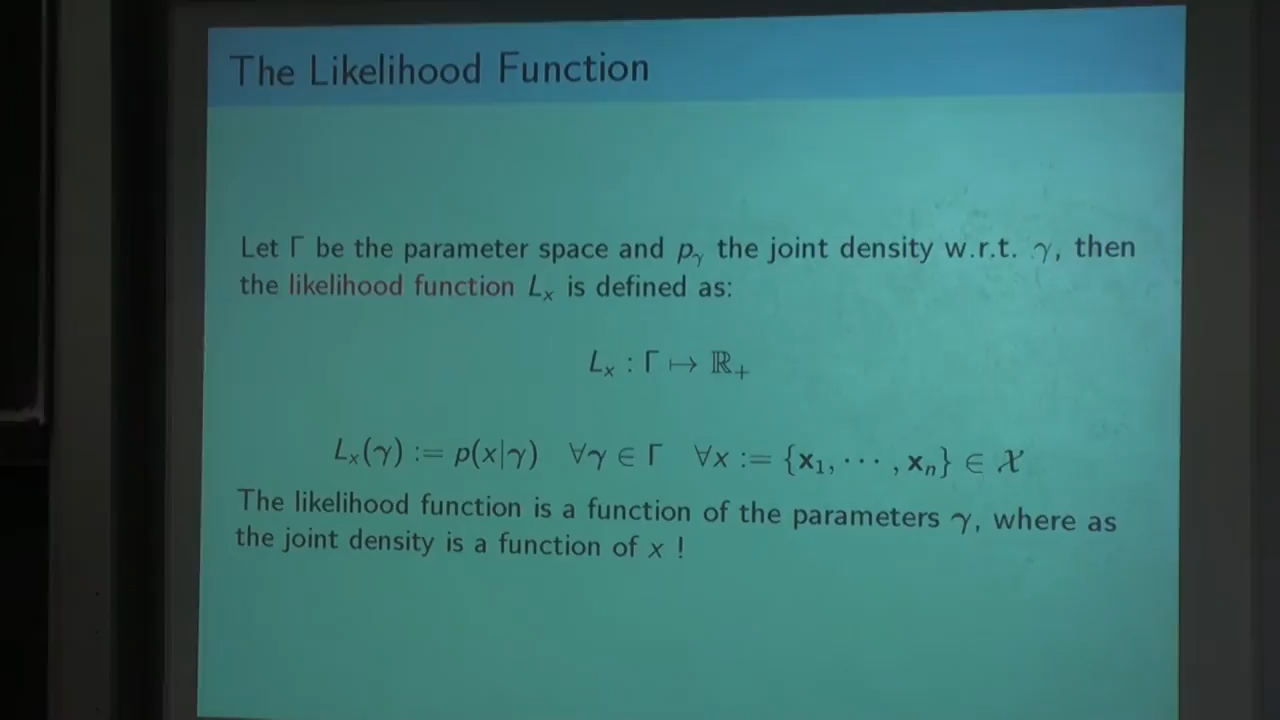 The Likelihood Function
Let Γ be the parameter space and pγ the joint density w.r.t. γ, then
the likelihood function Lx is defined as:
Lx : Γ ↦ ℝ+
Lx(γ) := p(x|γ) ∀γ ∈ Γ ∀x := {x1, ⋯ , xn} ∈ 𝒳
The likelihood function is a function of the parameters γ, where as
the joint density is a function of x !